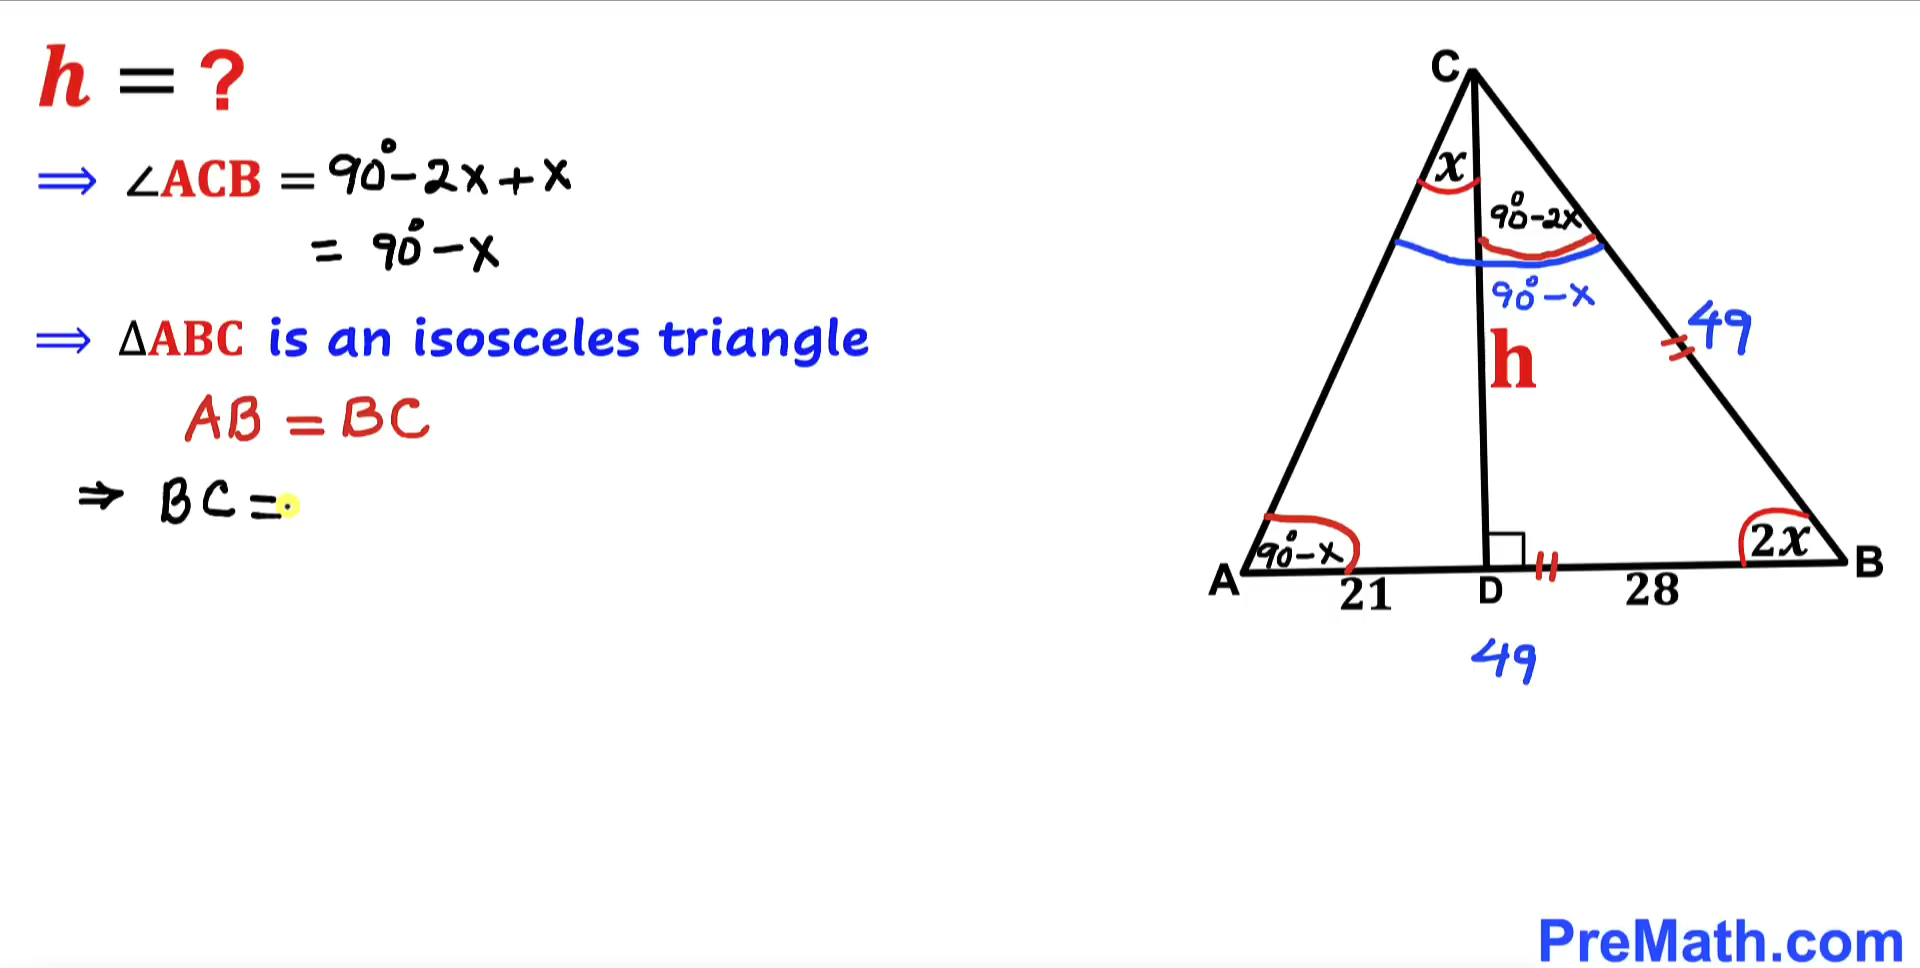 h = ?
⟹ ∠ACB = 90°-2x+x
= 90°-x
⟹ ΔABC is an isosceles triangle
AB = BC
⇒ BC =
C
x
90°-2x
90°-x
h
49
90°-x
2x
A
21
D
28
B
49
PreMath.com